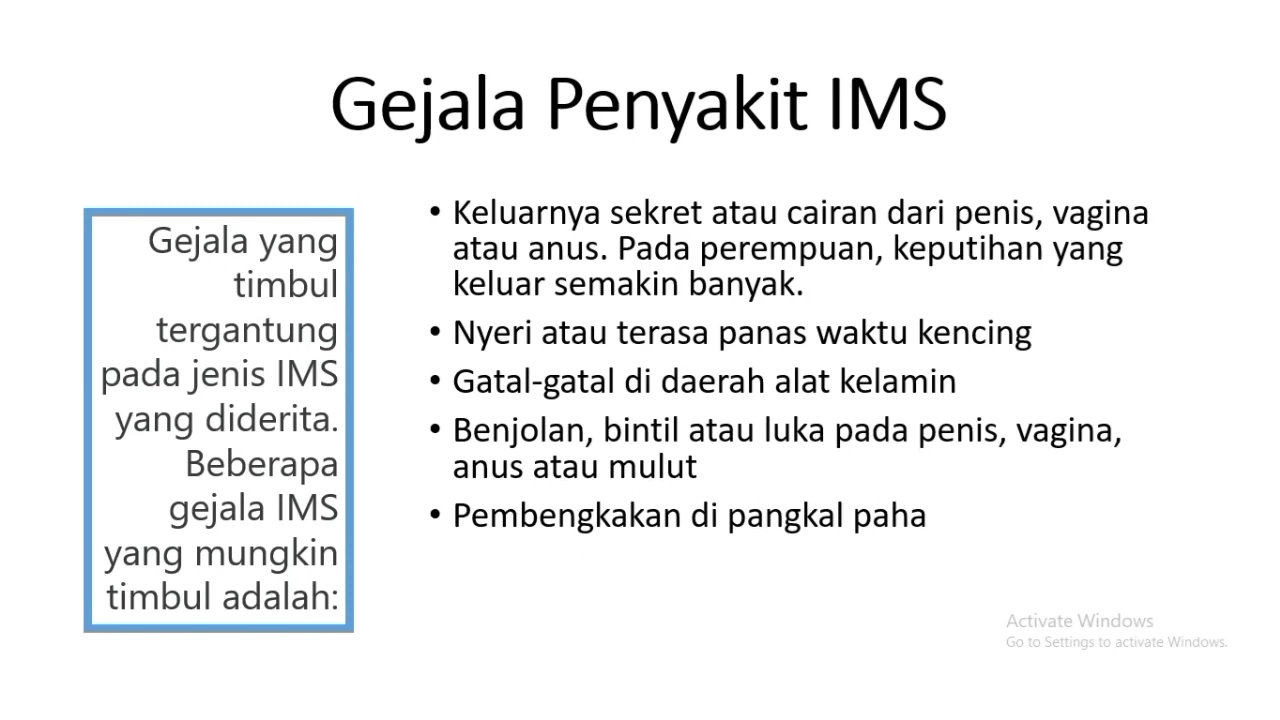 Gejala Penyakit IMS
Gejala yang
timbul
tergantung
pada jenis IMS
yang diderita.
Beberapa
gejala IMS
yang mungkin
timbul adalah:
• Keluarnya sekret atau cairan dari penis, vagina
atau anus. Pada perempuan, keputihan yang
keluar semakin banyak.
• Nyeri atau terasa panas waktu kencing
• Gatal-gatal di daerah alat kelamin
• Benjolan, bintil atau luka pada penis, vagina,
anus atau mulut
• Pembengkakan di pangkal paha
Activate Windows
Go to Settings to activate Windows.